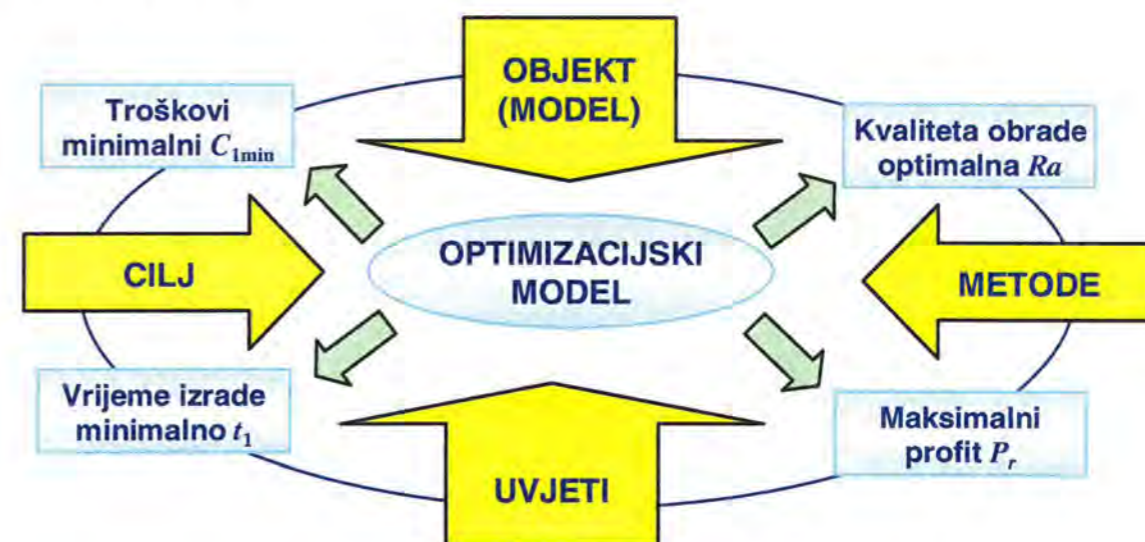 OBJEKT
(MODEL)
Troškovi
minimalni C1min
Kvaliteta obrade
optimalna Ra
CILJ
OPTIMIZACIJSKI
MODEL
METODE
Vrijeme izrade
minimalno t1
Maksimalni
profit Pr
UVJETI